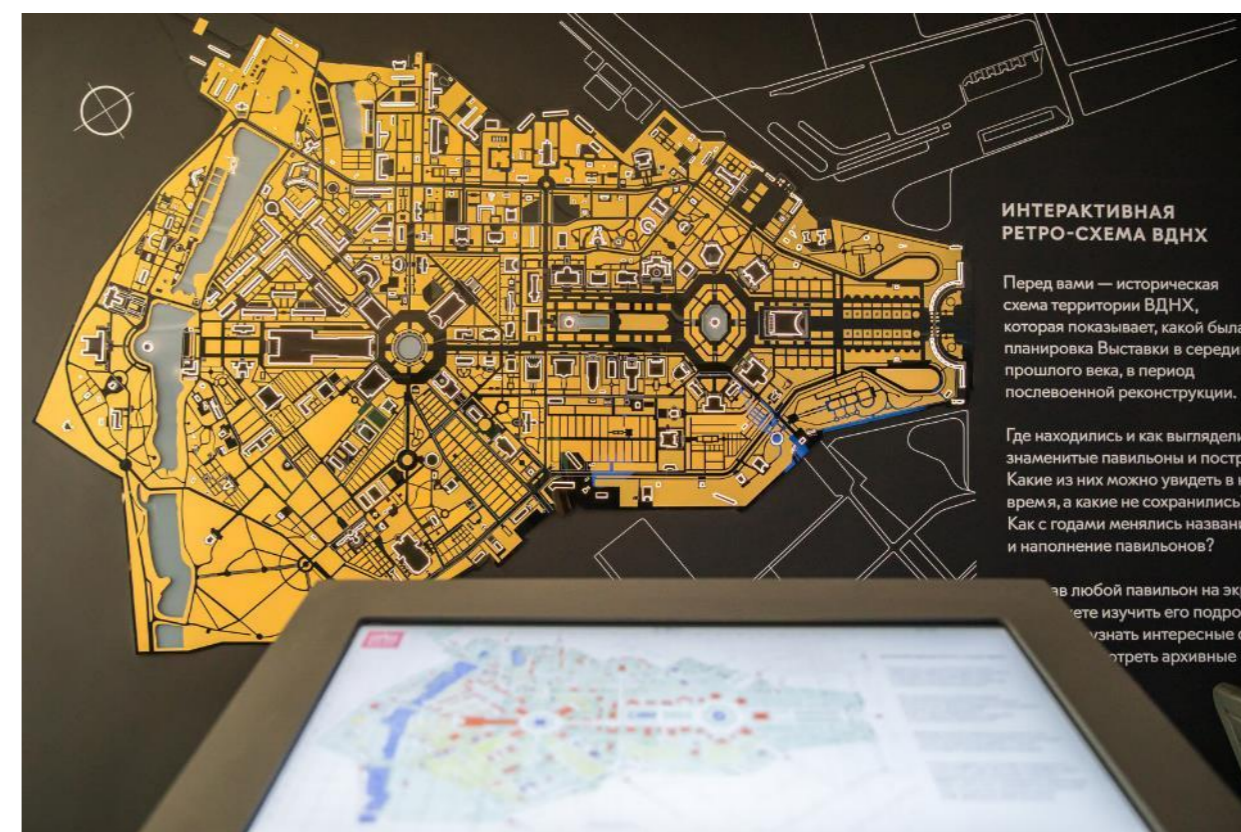 ИНТЕРАКТИВНАЯ
РЕТРО-СХЕМА ВДНХ
Перед вами — историческая
схема территории ВДНХ,
которая показывает, какой была
планировка Выставки в середи
прошлого века, в период
послевоенной реконструкции.
Где находились и как выглядели
знаменитые павильоны и постр
Какие из них можно увидеть в н
время, а какие не сохранились
Как с годами менялись названи
и наполнение павильонов?
ав любой павильон на экр
ете изучить его подро
узнать интересные
отреть архивные